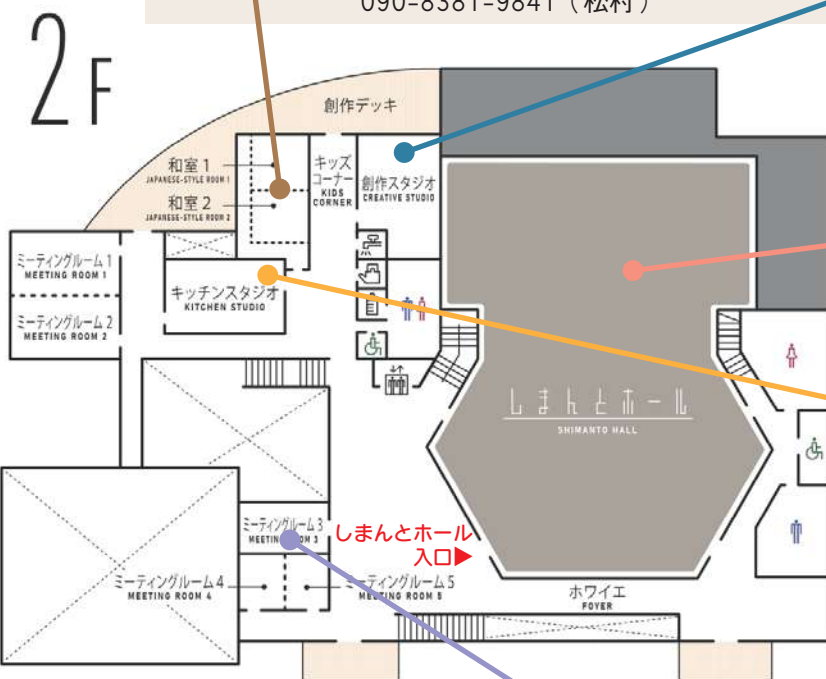 090-8381-9841（松村）
2F
創作デッキ
和室 1
JAPANESE-STYLE ROOM 1
和室 2
JAPANESE-STYLE ROOM 2
キッズ
コーナー
KIDS
CORNER
創作スタジオ
CREATIVE STUDIO
ミーティングルーム 1
MEETING ROOM 1
ミーティングルーム 2
MEETING ROOM 2
キッチンスタジオ
KITCHEN STUDIO
しまんとホール
SHIMANTO HALL
ミーティングルーム 3
MEETING ROOM 3
しまんとホール
入口▶
ミーティングルーム 4
MEETING ROOM 4
ミーティングルーム 5
MEETING ROOM 5
ホワイエ
FOYER